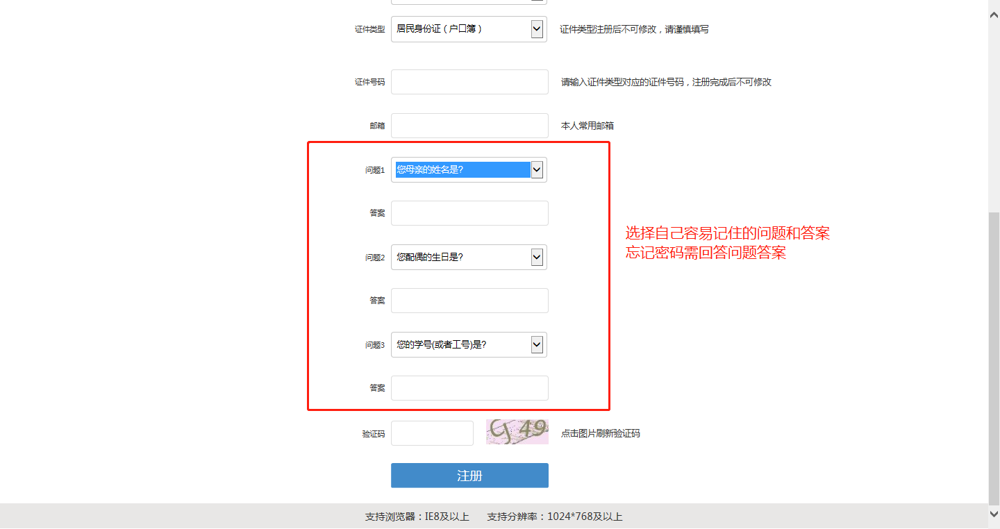 证件类型 居民身份证（户口簿） 证件类型注册后不可修改，请谨慎填写
证件号码 请输入证件类型对应的证件号码，注册完成后不可修改
邮箱 本人常用邮箱
问题1 您母亲的姓名是?
答案
选择自己容易记住的问题和答案
忘记密码需回答问题答案
问题2 您配偶的生日是?
答案
问题3 您的学号(或者工号)是?
答案
验证码 点击图片刷新验证码
注册
支持浏览器：IE8及以上 支持分辨率：1024*768及以上